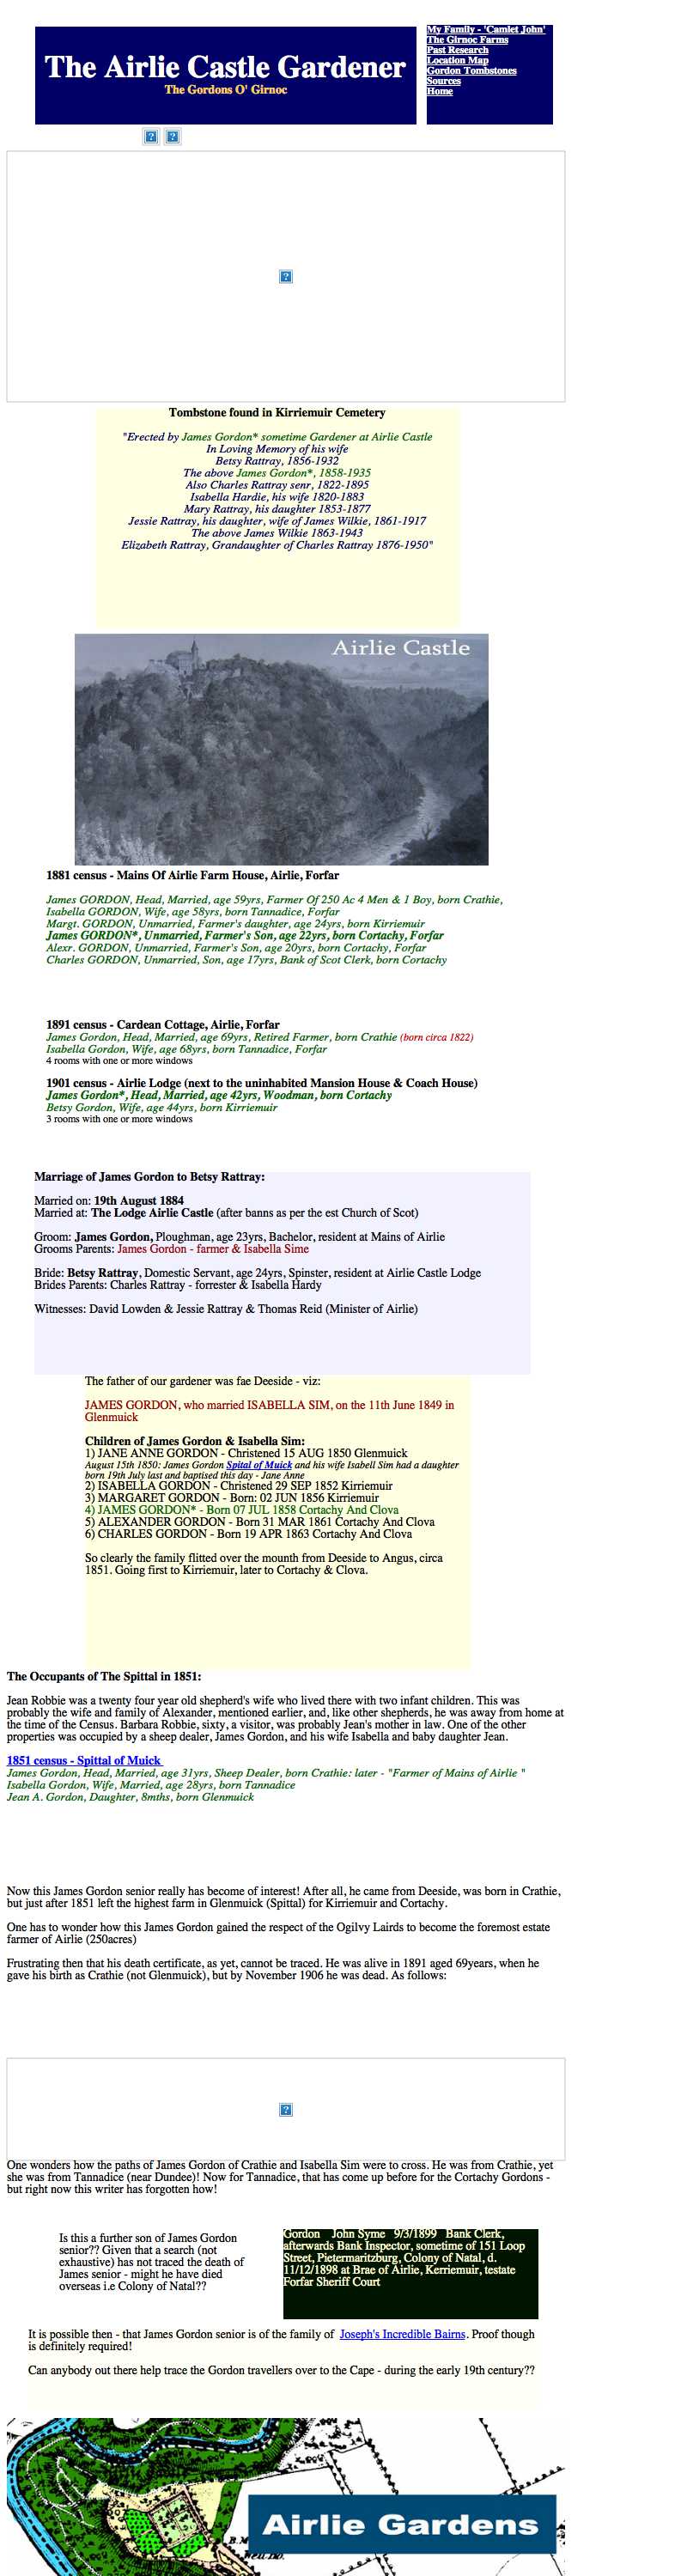 The Airlie Castle Gardener
The Gordons O' Girnoc
My Family - 'Camlet John'
The Girnoc Farms
Past Research
Location Map
Gordon Tombstones
Sources
Home
Tombstone found in Kirriemuir Cemetery
"Erected by James Gordon* sometime Gardener at Airlie Castle
In Loving Memory of his wife
Betsy Rattray, 1856-1932
The above James Gordon*, 1858-1935
Also Charles Rattray senr, 1822-1895
Isabella Hardie, his wife 1820-1883
Mary Rattray, his daughter 1853-1877
Jessie Rattray, his daughter, wife of James Wilkie, 1861-1917
The above James Wilkie 1863-1943
Elizabeth Rattray, Grandaughter of Charles Rattray 1876-1950"
Airlie Castle
1881 census - Mains Of Airlie Farm House, Airlie, Forfar
James GORDON, Head, Married, age 59yrs, Farmer Of 250 Ac 4 Men & 1 Boy, born Crathie,
Isabella GORDON, Wife, age 58yrs, born Tannadice, Forfar
Margt. GORDON, Unmarried, Farmer's daughter, age 24yrs, born Kirriemuir
James GORDON*, Unmarried, Farmer's Son, age 22yrs, born Cortachy, Forfar
Alexr. GORDON, Unmarried, Farmer's Son, age 20yrs, born Cortachy, Forfar
Charles GORDON, Unmarried, Son, age 17yrs, Bank of Scot Clerk, born Cortachy
1891 census - Cardean Cottage, Airlie, Forfar
James Gordon, Head, Married, age 69yrs, Retired Farmer, born Crathie (born circa 1822)
Isabella Gordon, Wife, age 68yrs, born Tannadice, Forfar
4 rooms with one or more windows
1901 census - Airlie Lodge (next to the uninhabited Mansion House & Coach House)
James Gordon*, Head, Married, age 42yrs, Woodman, born Cortachy
Betsy Gordon, Wife, age 44yrs, born Kirriemuir
3 rooms with one or more windows
Marriage of James Gordon to Betsy Rattray:
Married on: 19th August 1884
Married at: The Lodge Airlie Castle (after banns as per the est Church of Scot)
Groom: James Gordon, Ploughman, age 23yrs, Bachelor, resident at Mains of Airlie
Grooms Parents: James Gordon - farmer & Isabella Sime
Bride: Betsy Rattray, Domestic Servant, age 24yrs, Spinster, resident at Airlie Castle Lodge
Brides Parents: Charles Rattray - forrester & Isabella Hardy
Witnesses: David Lowden & Jessie Rattray & Thomas Reid (Minister of Airlie)
The father of our gardener was fae Deeside - viz:
JAMES GORDON, who married ISABELLA SIM, on the 11th June 1849 in
Glenmuick
Children of James Gordon & Isabella Sim:
1) JANE ANNE GORDON - Christened 15 AUG 1850 Glenmuick
August 15th 1850: James Gordon Spital of Muick and his wife Isabell Sim had a daughter
born 19th July last and baptised this day - Jane Anne
2) ISABELLA GORDON - Christened 29 SEP 1852 Kirriemuir
3) MARGARET GORDON - Born: 02 JUN 1856 Kirriemuir
4) JAMES GORDON* - Born 07 JUL 1858 Cortachy And Clova
5) ALEXANDER GORDON - Born 31 MAR 1861 Cortachy And Clova
6) CHARLES GORDON - Born 19 APR 1863 Cortachy And Clova
So clearly the family flitted over the mounth from Deeside to Angus, circa
1851. Going first to Kirriemuir, later to Cortachy & Clova.
The Occupants of The Spittal in 1851:
Jean Robbie was a twenty four year old shepherd's wife who lived there with two infant children. This was
probably the wife and family of Alexander, mentioned earlier, and, like other shepherds, he was away from home at
the time of the Census. Barbara Robbie, sixty, a visitor, was probably Jean's mother in law. One of the other
properties was occupied by a sheep dealer, James Gordon, and his wife Isabella and baby daughter Jean.
1851 census - Spittal of Muick
James Gordon, Head, Married, age 31yrs, Sheep Dealer, born Crathie: later - "Farmer of Mains of Airlie "
Isabella Gordon, Wife, Married, age 28yrs, born Tannadice
Jean A. Gordon, Daughter, 8mths, born Glenmuick
Now this James Gordon senior really has become of interest! After all, he came from Deeside, was born in Crathie,
but just after 1851 left the highest farm in Glenmuick (Spittal) for Kirriemuir and Cortachy.
One has to wonder how this James Gordon gained the respect of the Ogilvy Lairds to become the foremost estate
farmer of Airlie (250acres)
Frustrating then that his death certificate, as yet, cannot be traced. He was alive in 1891 aged 69years, when he
gave his birth as Crathie (not Glenmuick), but by November 1906 he was dead. As follows:
One wonders how the paths of James Gordon of Crathie and Isabella Sim were to cross. He was from Crathie, yet
she was from Tannadice (near Dundee)! Now for Tannadice, that has come up before for the Cortachy Gordons -
but right now this writer has forgotten how!
Is this a further son of James Gordon
senior?? Given that a search (not
exhaustive) has not traced the death of
James senior - might he have died
overseas i.e Colony of Natal??
Gordon John Syme 9/3/1899 Bank Clerk,
afterwards Bank Inspector, sometime of 151 Loop
Street, Pietermaritzburg, Colony of Natal, d.
11/12/1898 at Brae of Airlie, Kerriemuir, testate
Forfar Sheriff Court
It is possible then - that James Gordon senior is of the family of Joseph's Incredible Bairns. Proof though
is definitely required!
Can anybody out there help trace the Gordon travellers over to the Cape - during the early 19th century??
Airlie Gardens